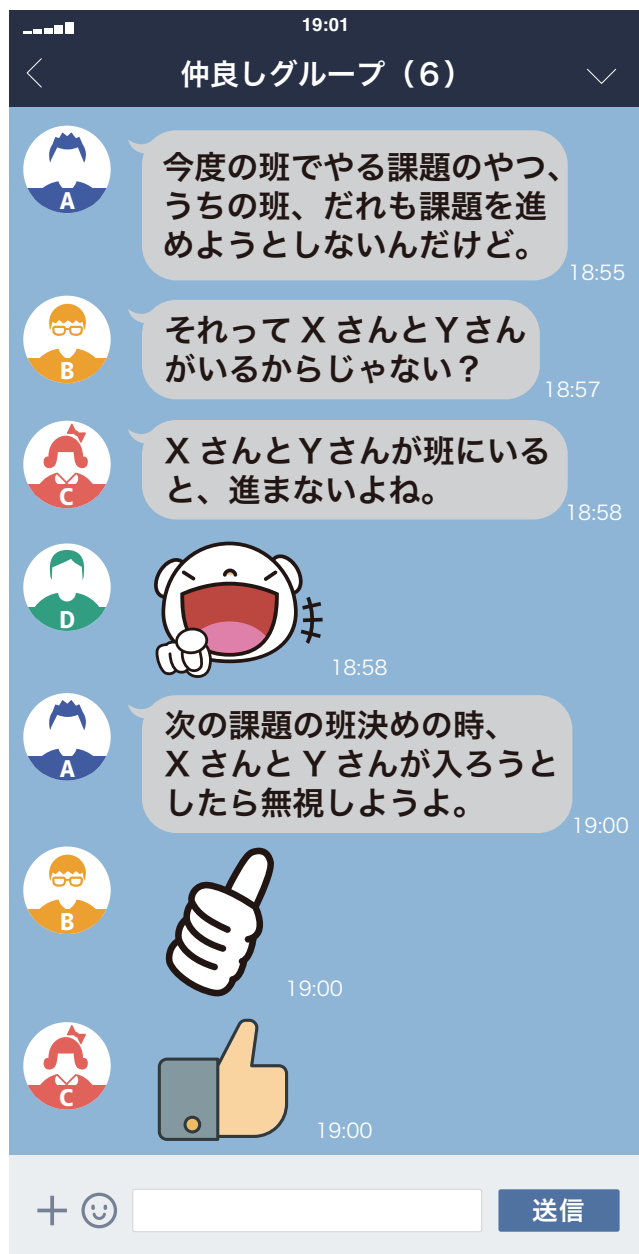 19:01
仲良しグループ（6）
A
今度の班でやる課題のやつ、
うちの班、だれも課題を進
めようとしないんだけど。
18:55
B
それって X さんと Y さん
がいるからじゃない？
18:57
C
X さんと Y さんが班にいる
と、進まないよね。
18:58
D
18:58
A
次の課題の班決めの時、
X さんと Y さんが入ろうと
したら無視しようよ。
19:00
B
19:00
C
19:00
送信